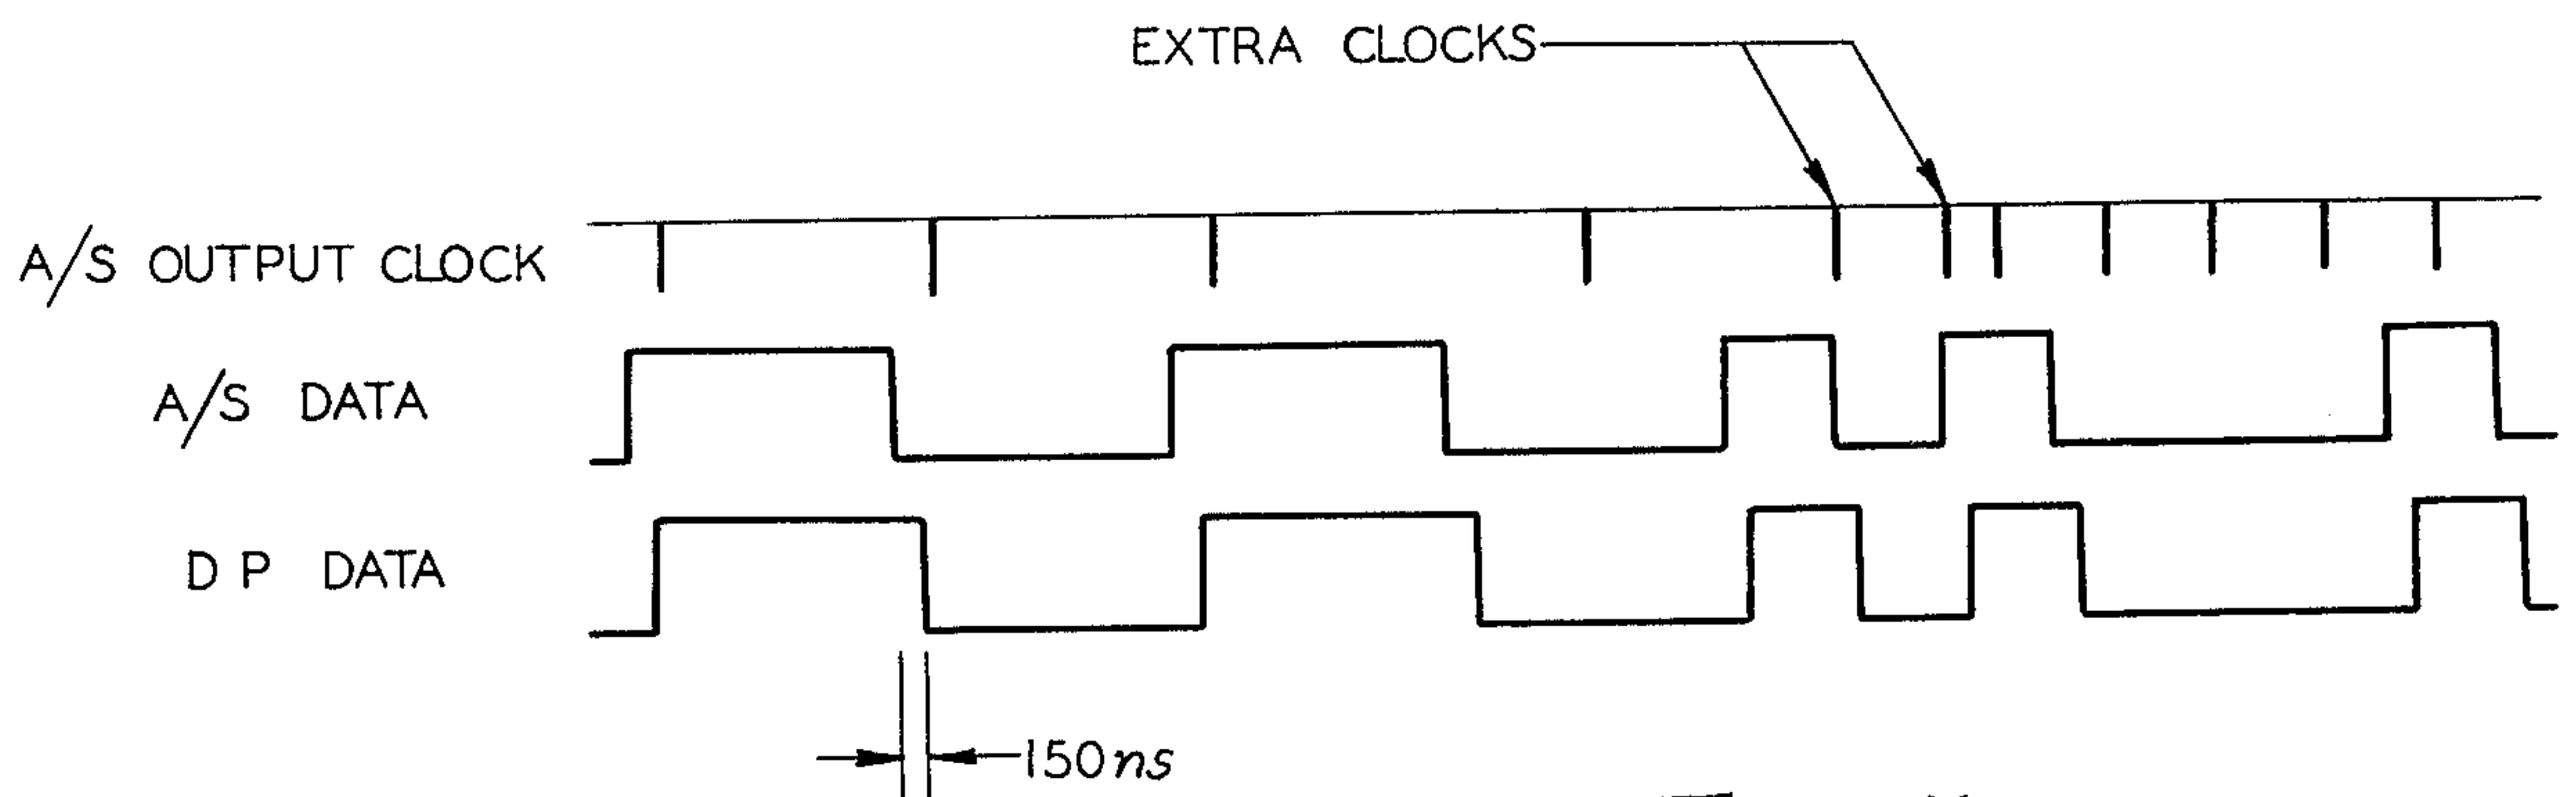 EXTRA CLOCKS
A/S OUTPUT CLOCK
A/S DATA
D P DATA
150ns